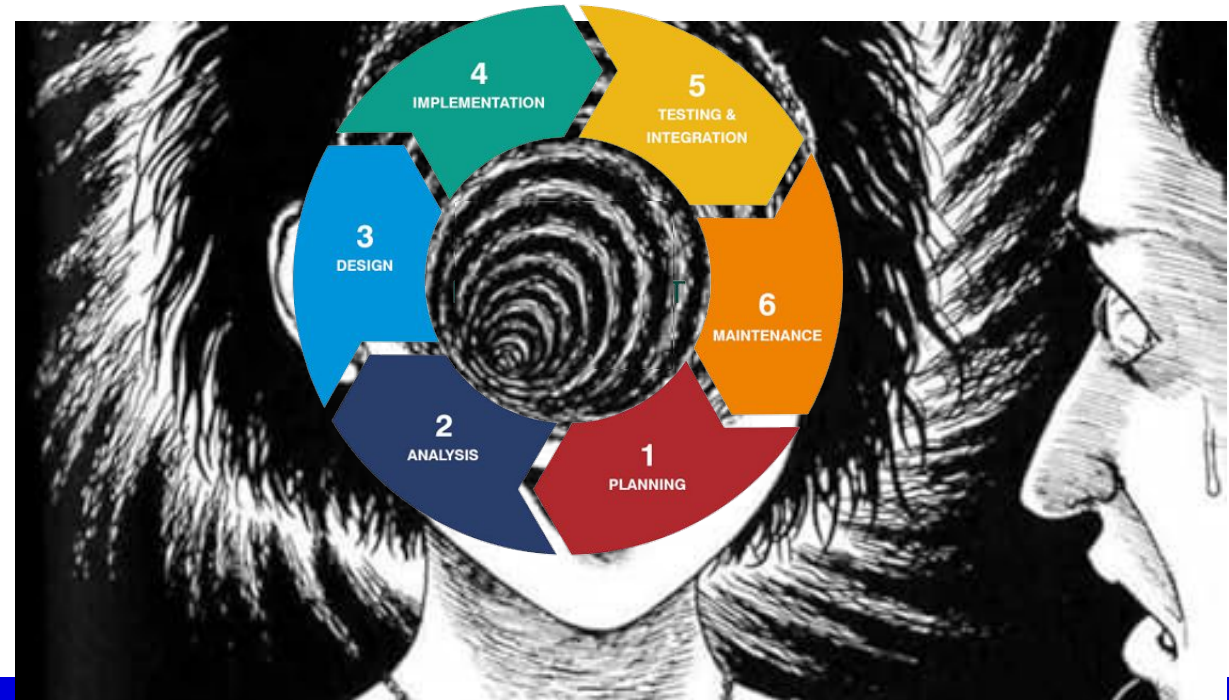 1
PLANNING
2
ANALYSIS
3
DESIGN
4
IMPLEMENTATION
5
TESTING &
INTEGRATION
6
MAINTENANCE
T